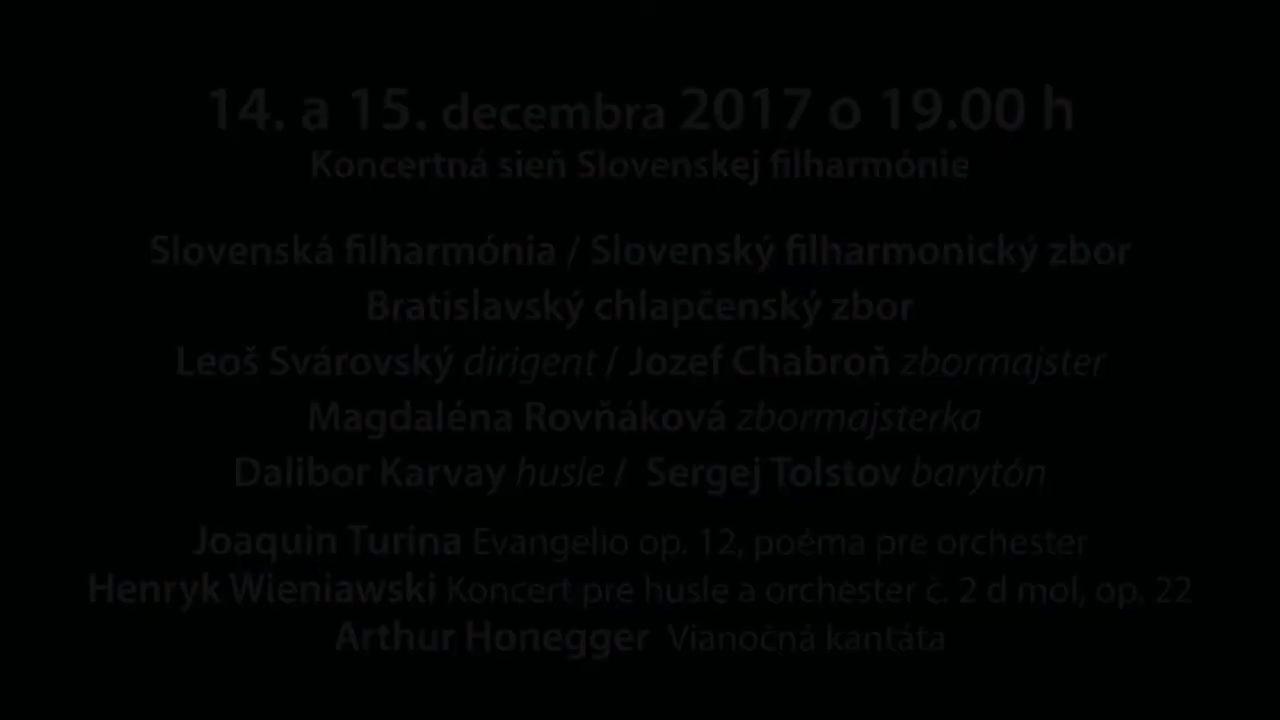 14. a 15. decembra 2017 o 19.00 h
Koncertná sieň Slovenskej filharmónie
Slovenská filharmónia / Slovenský filharmonický zbor
Bratislavský chlapčenský zbor
Leoš Svárovský dirigent / Jozef Chabroň zbormajster
Magdaléna Rovňáková zbormajsterka
Dalibor Karvay husle / Sergej Tolstov barytón
Joaquin Turina Evangelio op. 12, poéma pre orchester
Henryk Wieniawski Koncert pre husle a orchester č. 2 d mol, op. 22
Arthur Honegger Vianočná kantáta